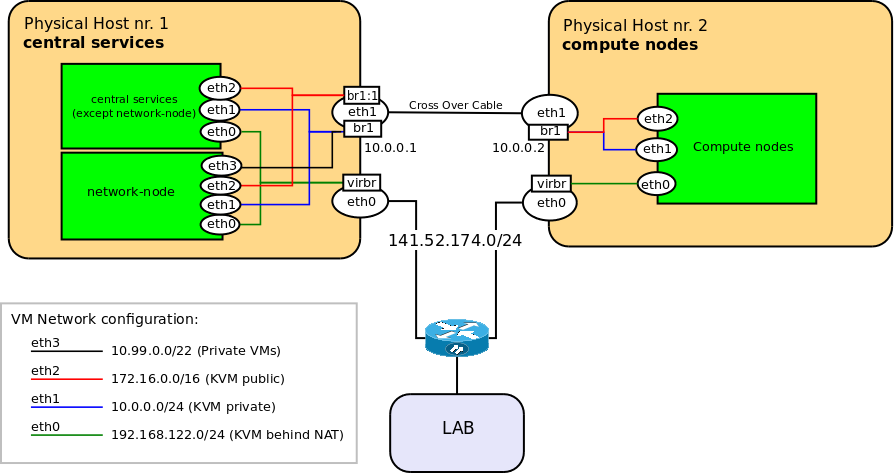 Physical Host nr. 1
central services
central services
(except network-node)
eth2
eth1
eth0
network-node
eth3
eth2
eth1
eth0
br1:1
eth1
br1
10.0.0.1
virbr
eth0
Cross Over Cable
141.52.174.0/24
Physical Host nr. 2
compute nodes
eth1
br1
10.0.0.2
virbr
eth0
eth2
eth1
eth0
Compute nodes
LAB
VM Network configuration:
eth3
10.99.0.0/22 (Private VMs)
eth2
172.16.0.0/16 (KVM public)
eth1
10.0.0.0/24 (KVM private)
eth0
192.168.122.0/24 (KVM behind NAT)